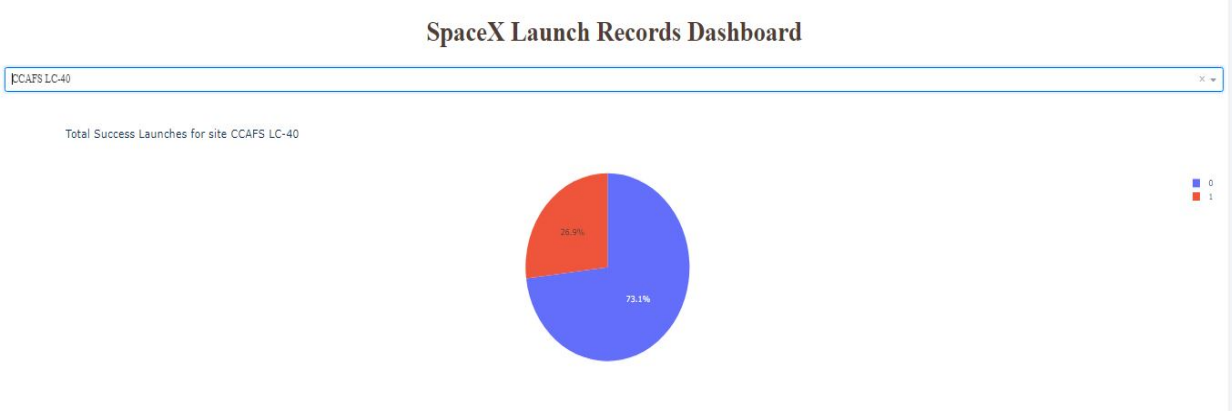 SpaceX Launch Records Dashboard
CCAFS LC-40
Total Success Launches for site CCAFS LC-40
0
1
26.9%
73.1%